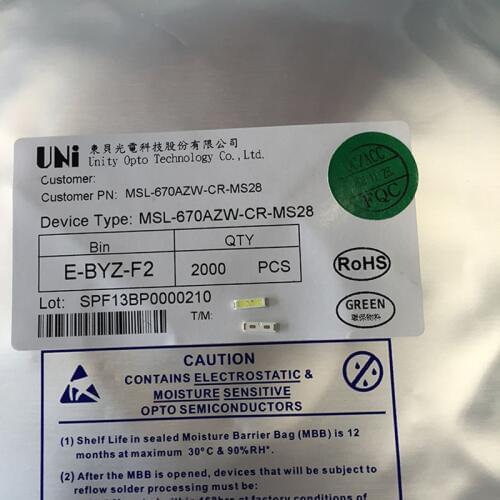 UNi 東貝光電科技股份有限公司
Unity Opto Technology Co.,Ltd.
Customer:
Customer PN: MSL-670AZW-CR-MS28
Device Type: MSL-670AZW-CR-MS28
Bin QTY
E-BYZ-F2 2000 PCS
RoHS
Lot: SPF13BP0000210
T/M:
GREEN
環保物料
FQC
CAUTION
CONTAINS ELECTROSTATIC &
MOISTURE SENSITIVE
OPTO SEMICONDUCTORS
(1) Shelf Life in sealed Moisture Barrier Bag (MBB) is 12
months at maximum 30°C & 90%RH*.
(2) After the MBB is opened, devices that will be subject to
reflow solder processing must be: